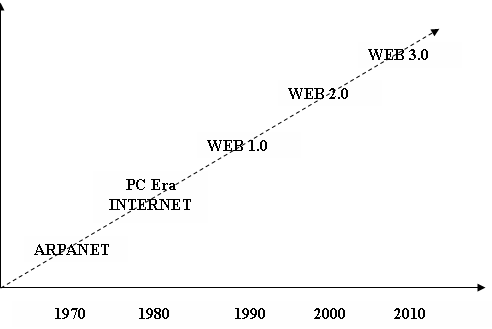 WEB 3.0
WEB 2.0
WEB 1.0
PC Era
INTERNET
ARPANET
1970 1980 1990 2000 2010